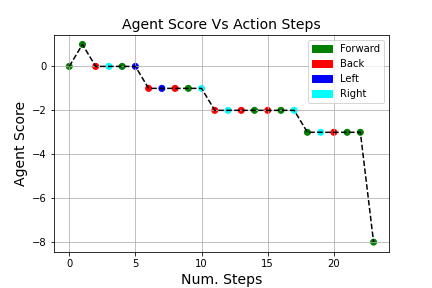 Agent Score Vs Action Steps
Forward
Back
Left
Right
0
−2
−4
−6
−8
Agent Score
0 5 10 15 20
Num. Steps